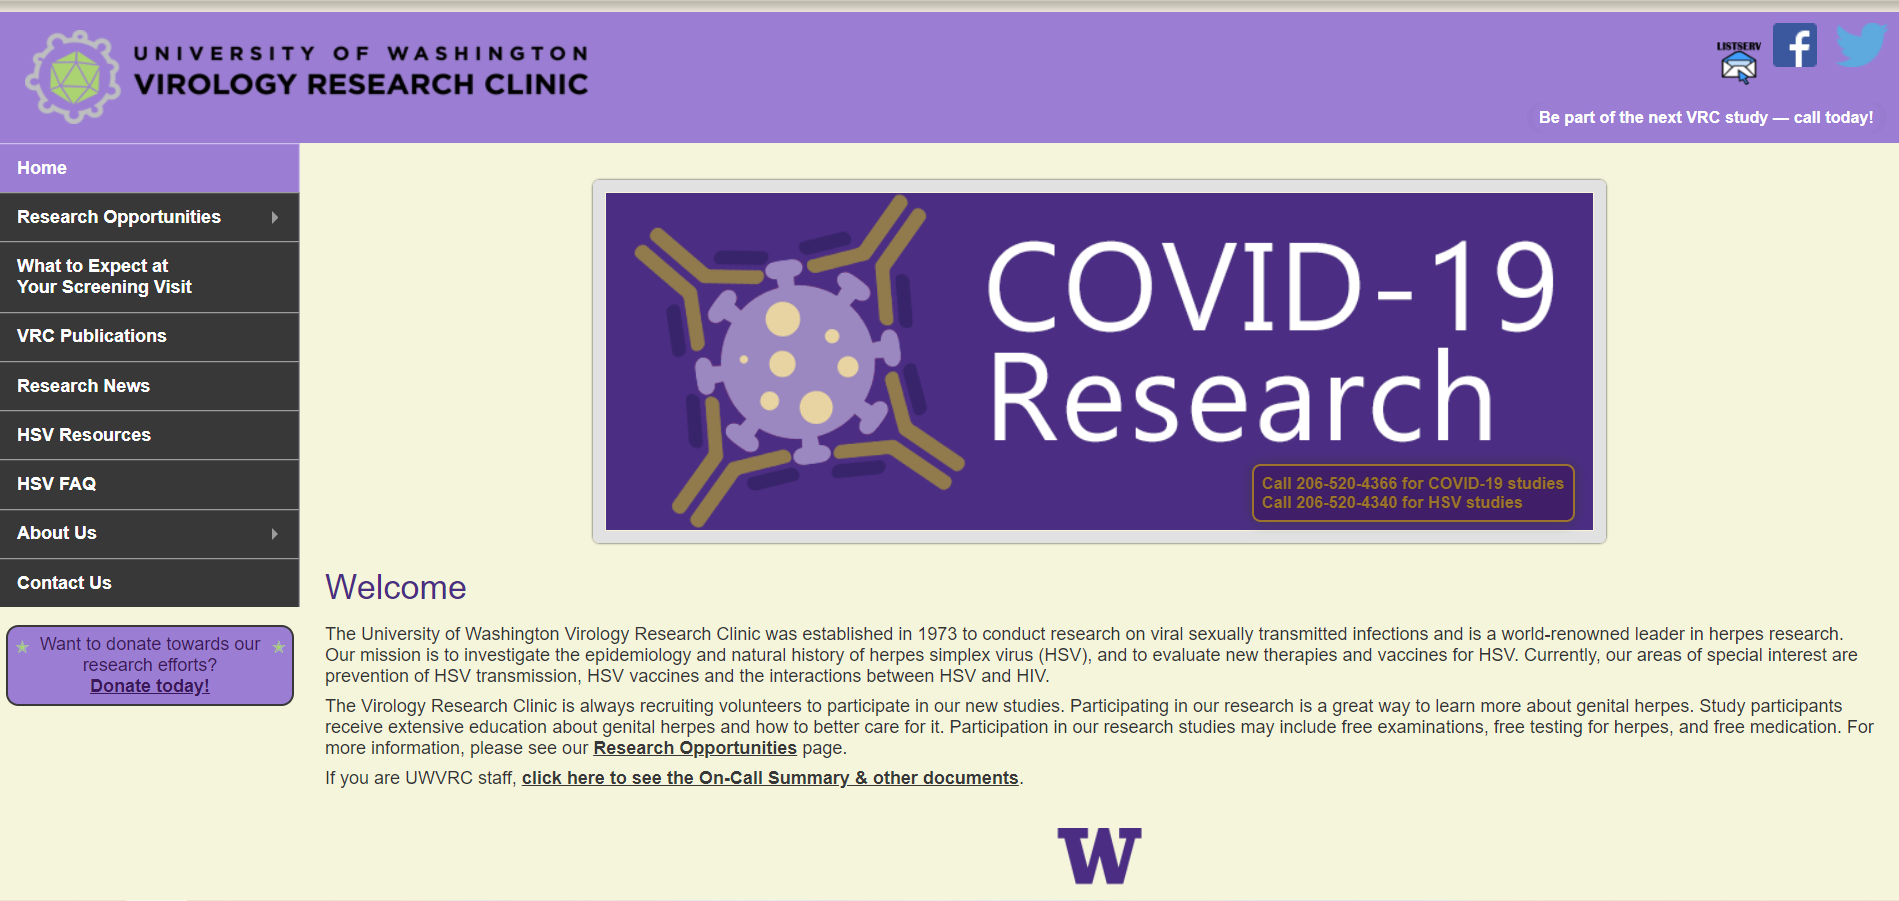 UNIVERSITY OF WASHINGTON
VIROLOGY RESEARCH CLINIC
LISTSERV
Be part of the next VRC study — call today!
Home
Research Opportunities
What to Expect at
Your Screening Visit
VRC Publications
Research News
HSV Resources
HSV FAQ
About Us
Contact Us
Want to donate towards our
research efforts?
Donate today!
COVID-19
Research
Call 206-520-4366 for COVID-19 studies
Call 206-520-4340 for HSV studies
Welcome
The University of Washington Virology Research Clinic was established in 1973 to conduct research on viral sexually transmitted infections and is a world-renowned leader in herpes research.
Our mission is to investigate the epidemiology and natural history of herpes simplex virus (HSV), and to evaluate new therapies and vaccines for HSV. Currently, our areas of special interest are
prevention of HSV transmission, HSV vaccines and the interactions between HSV and HIV.
The Virology Research Clinic is always recruiting volunteers to participate in our new studies. Participating in our research is a great way to learn more about genital herpes. Study participants
receive extensive education about genital herpes and how to better care for it. Participation in our research studies may include free examinations, free testing for herpes, and free medication. For
more information, please see our Research Opportunities page.
If you are UWVRC staff, click here to see the On-Call Summary & other documents.
W